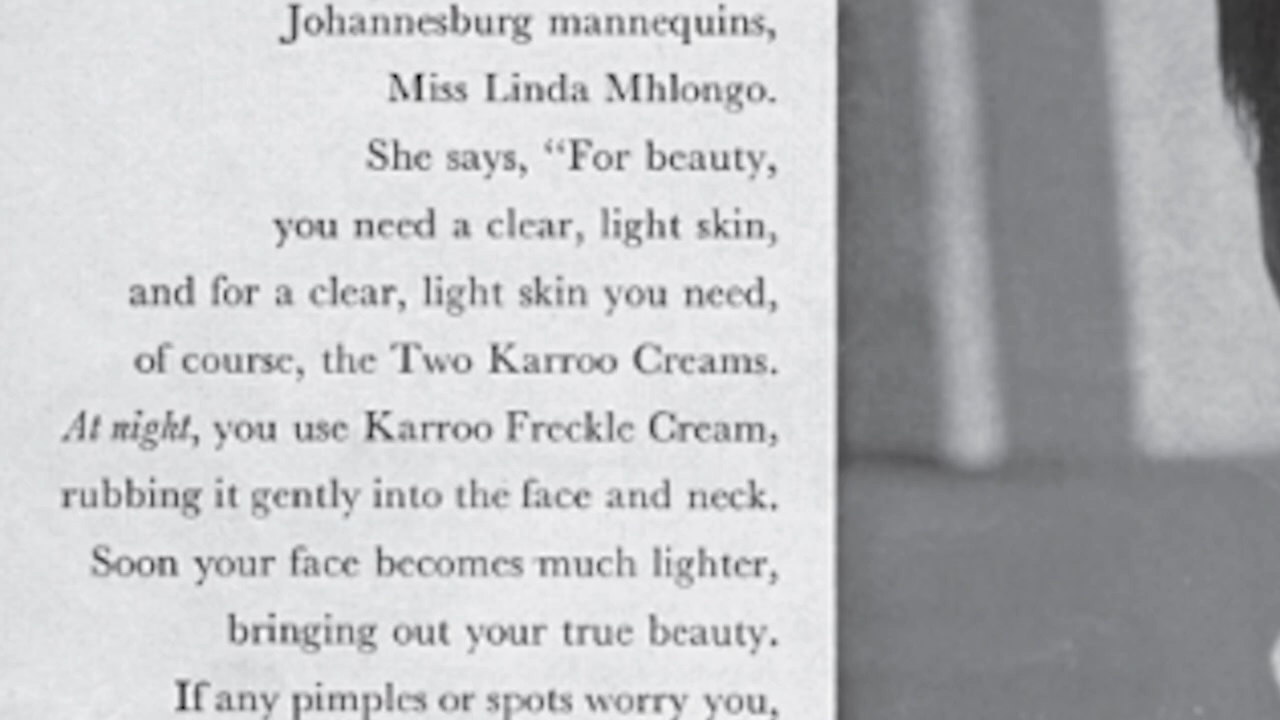 Johannesburg mannequins,
Miss Linda Mhlongo.
She says, “For beauty,
you need a clear, light skin,
and for a clear, light skin you need,
of course, the Two Karroo Creams.
At night, you use Karroo Freckle Cream,
rubbing it gently into the face and neck.
Soon your face becomes much lighter,
bringing out your true beauty.
If any pimples or spots worry you,